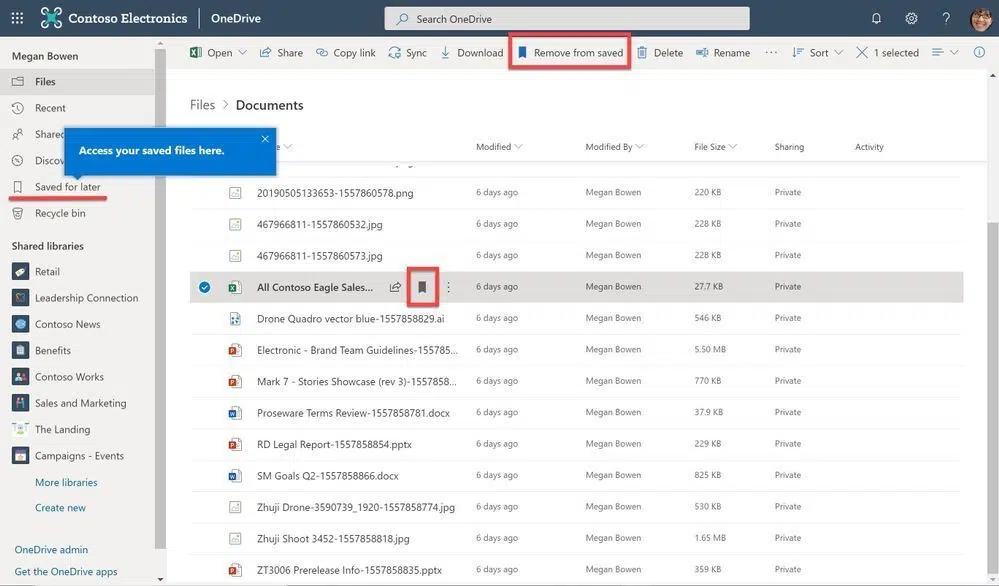 Contoso Electronics OneDrive Search OneDrive ?
Megan Bowen
Open Share Copy link Sync Download Remove from saved Delete Rename ··· Sort 1 selected
Files
Recent
Shared
Disco
Access your saved files here.
Saved for later
Recycle bin
Shared libraries
Retail
Leadership Connection
Contoso News
Benefits
Contoso Works
Sales and Marketing
The Landing
Campaigns - Events
More libraries
Create new
OneDrive admin
Get the OneDrive apps
Files > Documents
Modified Modified By File Size Sharing Activity
20190505133653-1557860578.png 6 days ago Megan Bowen 220 KB Private
467966811-1557860532.jpg 6 days ago Megan Bowen 228 KB Private
467966811-1557860573.jpg 6 days ago Megan Bowen 228 KB Private
All Contoso Eagle Sales... 6 days ago Megan Bowen 27.7 KB Private
Drone Quadro vector blue-1557858829.ai 6 days ago Megan Bowen 546 KB Private
Electronic - Brand Team Guidelines-155785... 6 days ago Megan Bowen 5.50 MB Private
Mark 7 - Stories Showcase (rev 3)-1557858... 6 days ago Megan Bowen 770 KB Private
Proseware Terms Review-1557858781.docx 6 days ago Megan Bowen 37.9 KB Private
RD Legal Report-1557858854.pptx 6 days ago Megan Bowen 229 KB Private
SM Goals Q2-1557858866.docx 6 days ago Megan Bowen 825 KB Private
Zhuji Drone-3590739_1920-1557858774.jpg 6 days ago Megan Bowen 530 KB Private
Zhuji Shoot 3452-1557858818.jpg 6 days ago Megan Bowen 1.65 MB Private
ZT3006 Prerelease Info-1557858835.pptx 6 days ago Megan Bowen 359 KB Private